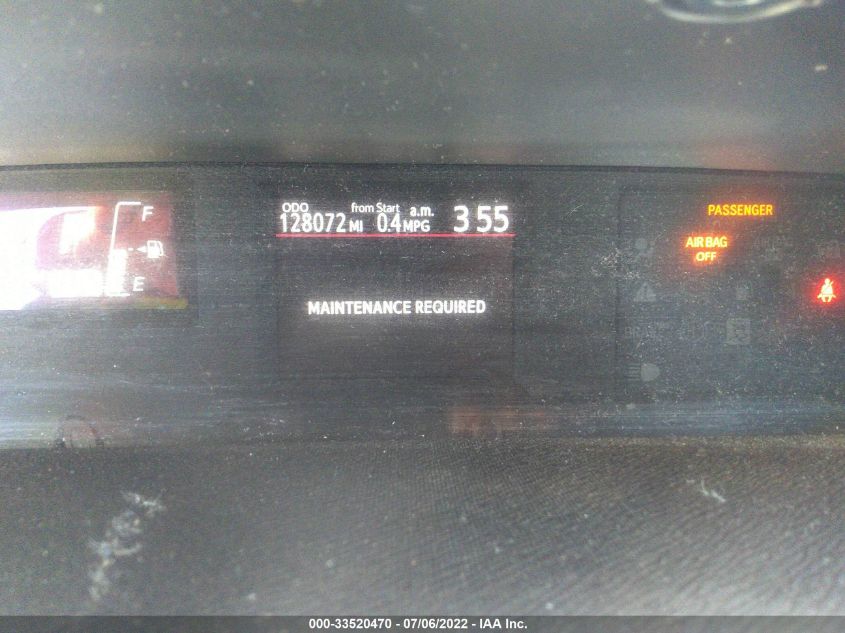 F
E
ODO from Start a.m.
128072 MI 0.4 MPG 3 55
MAINTENANCE REQUIRED
PASSENGER
AIR BAG
OFF
000-33520470 - 07/06/2022 - IAA Inc.